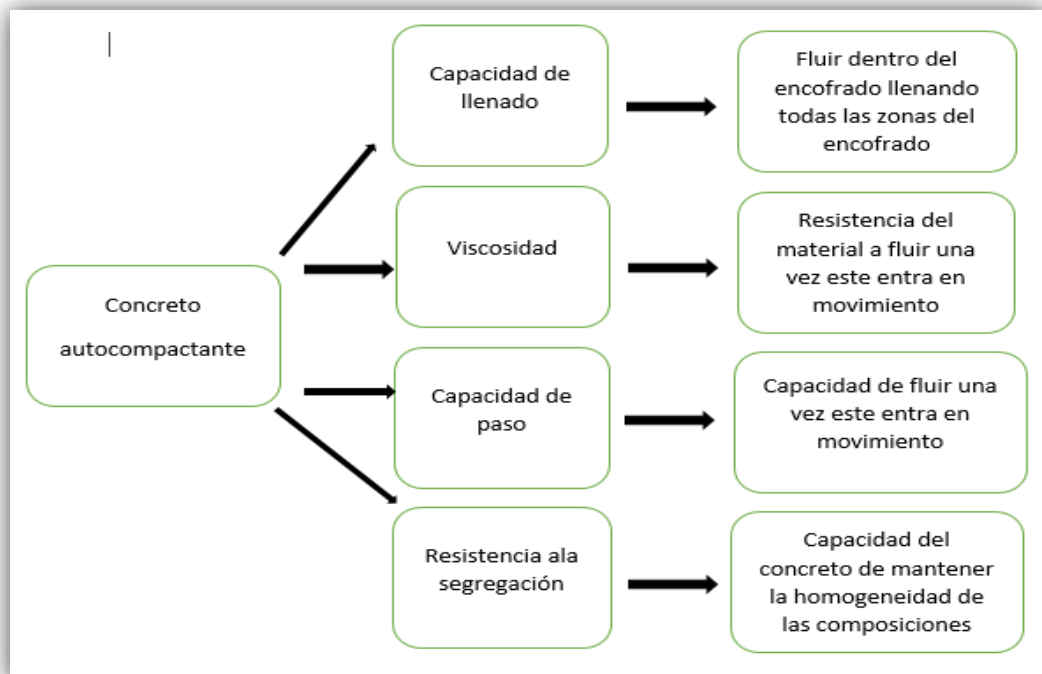 Concreto
autocompactante
Capacidad de
llenado
Fluir dentro del
encofrado llenando
todas las zonas del
encofrado
Viscosidad
Resistencia del
material a fluir una
vez este entra en
movimiento
Capacidad de
paso
Capacidad de fluir una
vez este entra en
movimiento
Resistencia ala
segregación
Capacidad del
concreto de mantener
la homogeneidad de
las composiciones